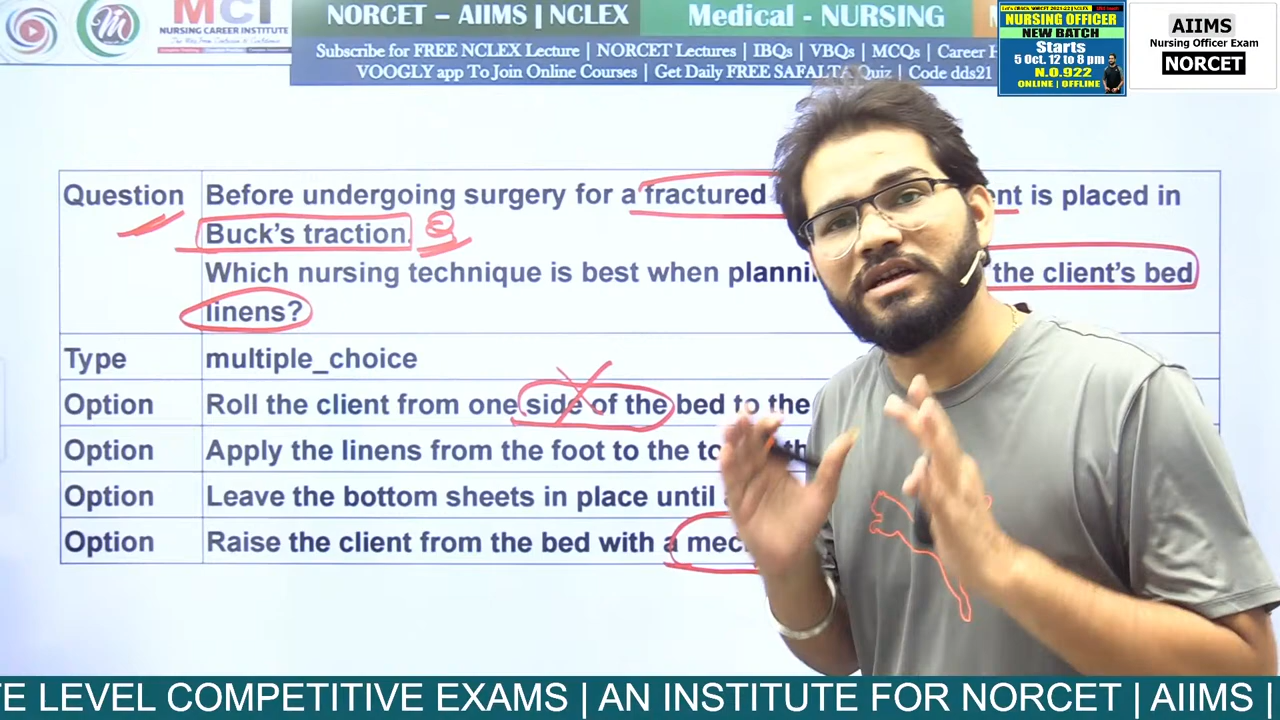 MCI
NURSING CAREER INSTITUTE
NORCET – AIIMS | NCLEX
Medical - NURSING
Subscribe for FREE NCLEX Lecture | NORCET Lectures | IBQs | VBQs | MCQs | Career
VOOGLY app To Join Online Courses | Get Daily FREE SAFALTA Quiz | Code dds21
NURSING OFFICER
NEW BATCH
Starts
5 Oct. 12 to 8 pm
N.O.922
ONLINE | OFFLINE
AIIMS
Nursing Officer Exam
NORCET
Question Before undergoing surgery for a fractured is placed in
Buck's traction.
Which nursing technique is best when the client's bed
linens?
Type multiple_choice
Option Roll the client from one side of the bed to the
Option Apply the linens from the foot to the
Option Leave the bottom sheets in place until
Option Raise the client from the bed with a
LEVEL COMPETITIVE EXAMS | AN INSTITUTE FOR NORCET | AIIMS |